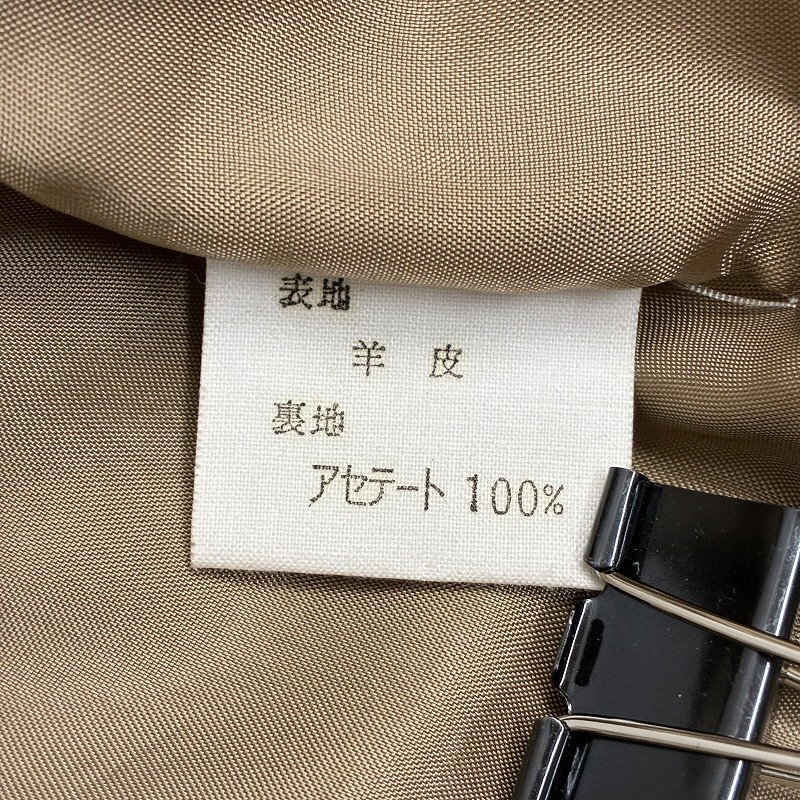 表地
羊 皮
裏地
アセテート 100%